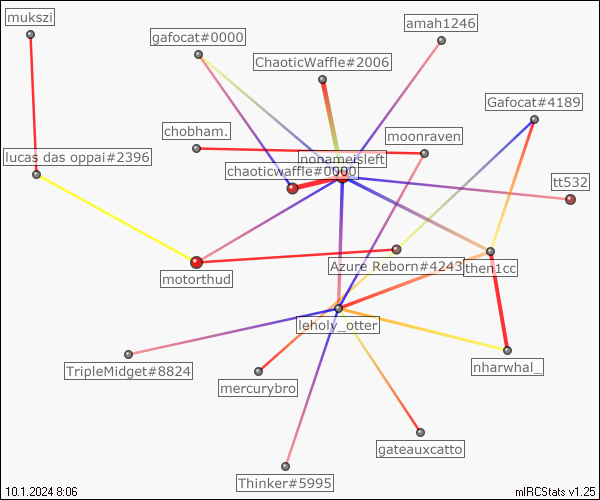 mukszi
amah1246
gafocat#0000
ChaoticWaffle#2006
Gafocat#4189
chobham.
moonraven
lucas das oppai#2396
nonameisleft
chaoticwaffle#0000
tt532
motorthud
Azure Reborn#4243
then1cc
leholy_otter
TripleMidget#8824
nharwhal_
mercurybro
gateauxcatto
Thinker#5995
10.1.2024 8:06
mIRCStats v1.25